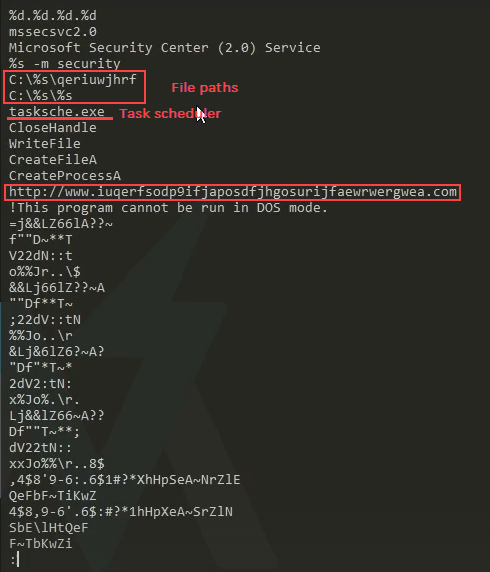 %d.%d.%d.%d
mssecsvc2.0
Microsoft Security Center (2.0) Service
%s -m security
C:\%s\qeriuwjhrf
File paths
C:\%s\%s
tasksche.exe Task scheduler
CloseHandle
WriteFile
CreateFileA
CreateProcessA
http://www.iuqerfsodp9ifjaposdfjhgosurijfaewrwergwea.com
!This program cannot be run in DOS mode.
=j&&LZ66lA??~
f""D~**T
V22dN::t
o%%Jr..\$
&&Lj66lZ??~A
""Df**T~
;22dV::tN
%%Jo..\r
&Lj&6lZ6?~A?
"Df"*T~*
2dV2:tN:
x%Jo%.\r.
Lj&&lZ66~A??
Df""T~**;
dV22tN::
xxJo%%\r..8$
,4$8'9-6:.6$1#?*XhHpSeA~NrZlE
QeFbF~TiKwZ
4$8,9-6'.6$:#?*1hHpXeA~SrZlN
SbE\lHtQeF
F~TbKwZi
: